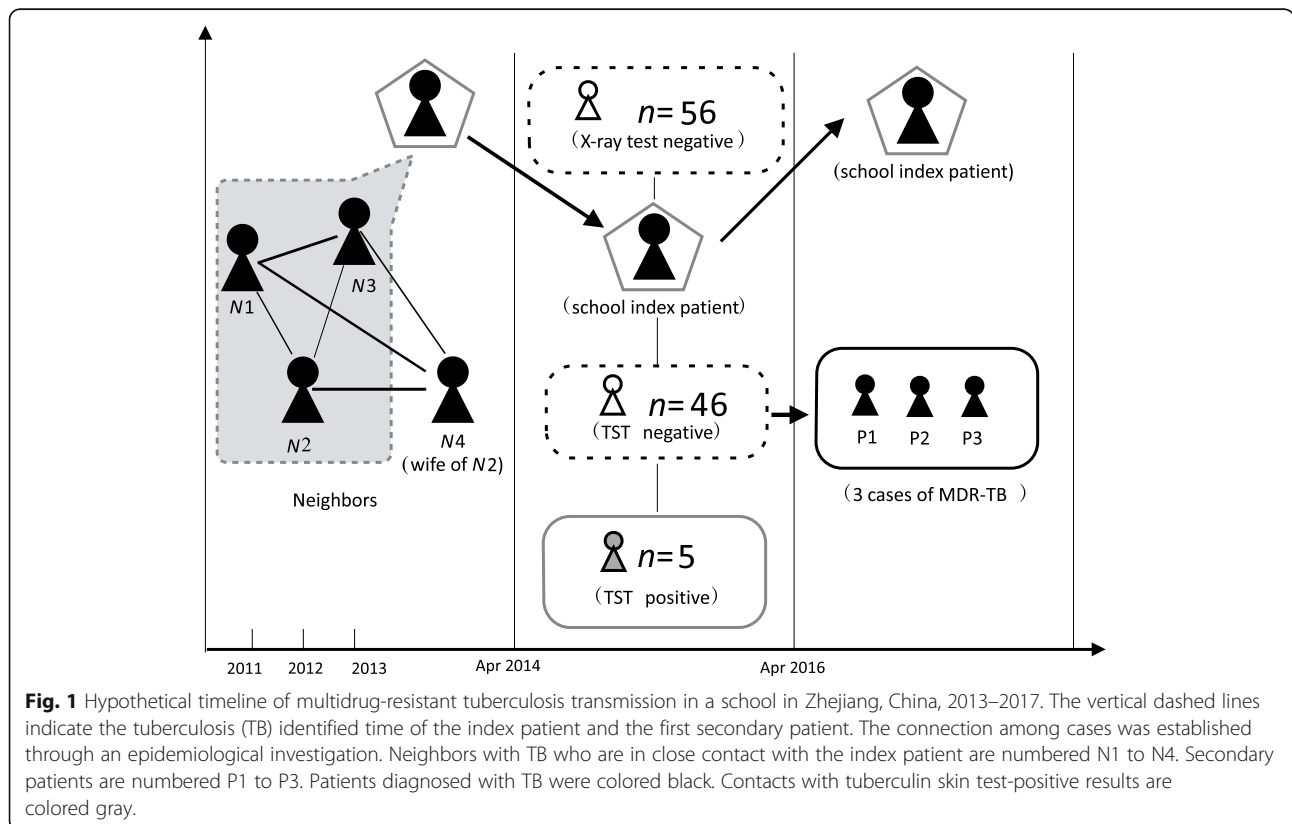 n=56
(X-ray test negative)
(school index patient)
N1
N3
(school index patient)
N2
N4
(wife of N2)
n=46
(TST negative)
P1 P2 P3
Neighbors
(3 cases of MDR-TB )
n=5
(TST positive)
2011 2012 2013 Apr 2014 Apr 2016
Fig. 1 Hypothetical timeline of multidrug-resistant tuberculosis transmission in a school in Zhejiang, China, 2013–2017. The vertical dashed lines
indicate the tuberculosis (TB) identified time of the index patient and the first secondary patient. The connection among cases was established
through an epidemiological investigation. Neighbors with TB who are in close contact with the index patient are numbered N1 to N4. Secondary
patients are numbered P1 to P3. Patients diagnosed with TB were colored black. Contacts with tuberculin skin test-positive results are
colored gray.